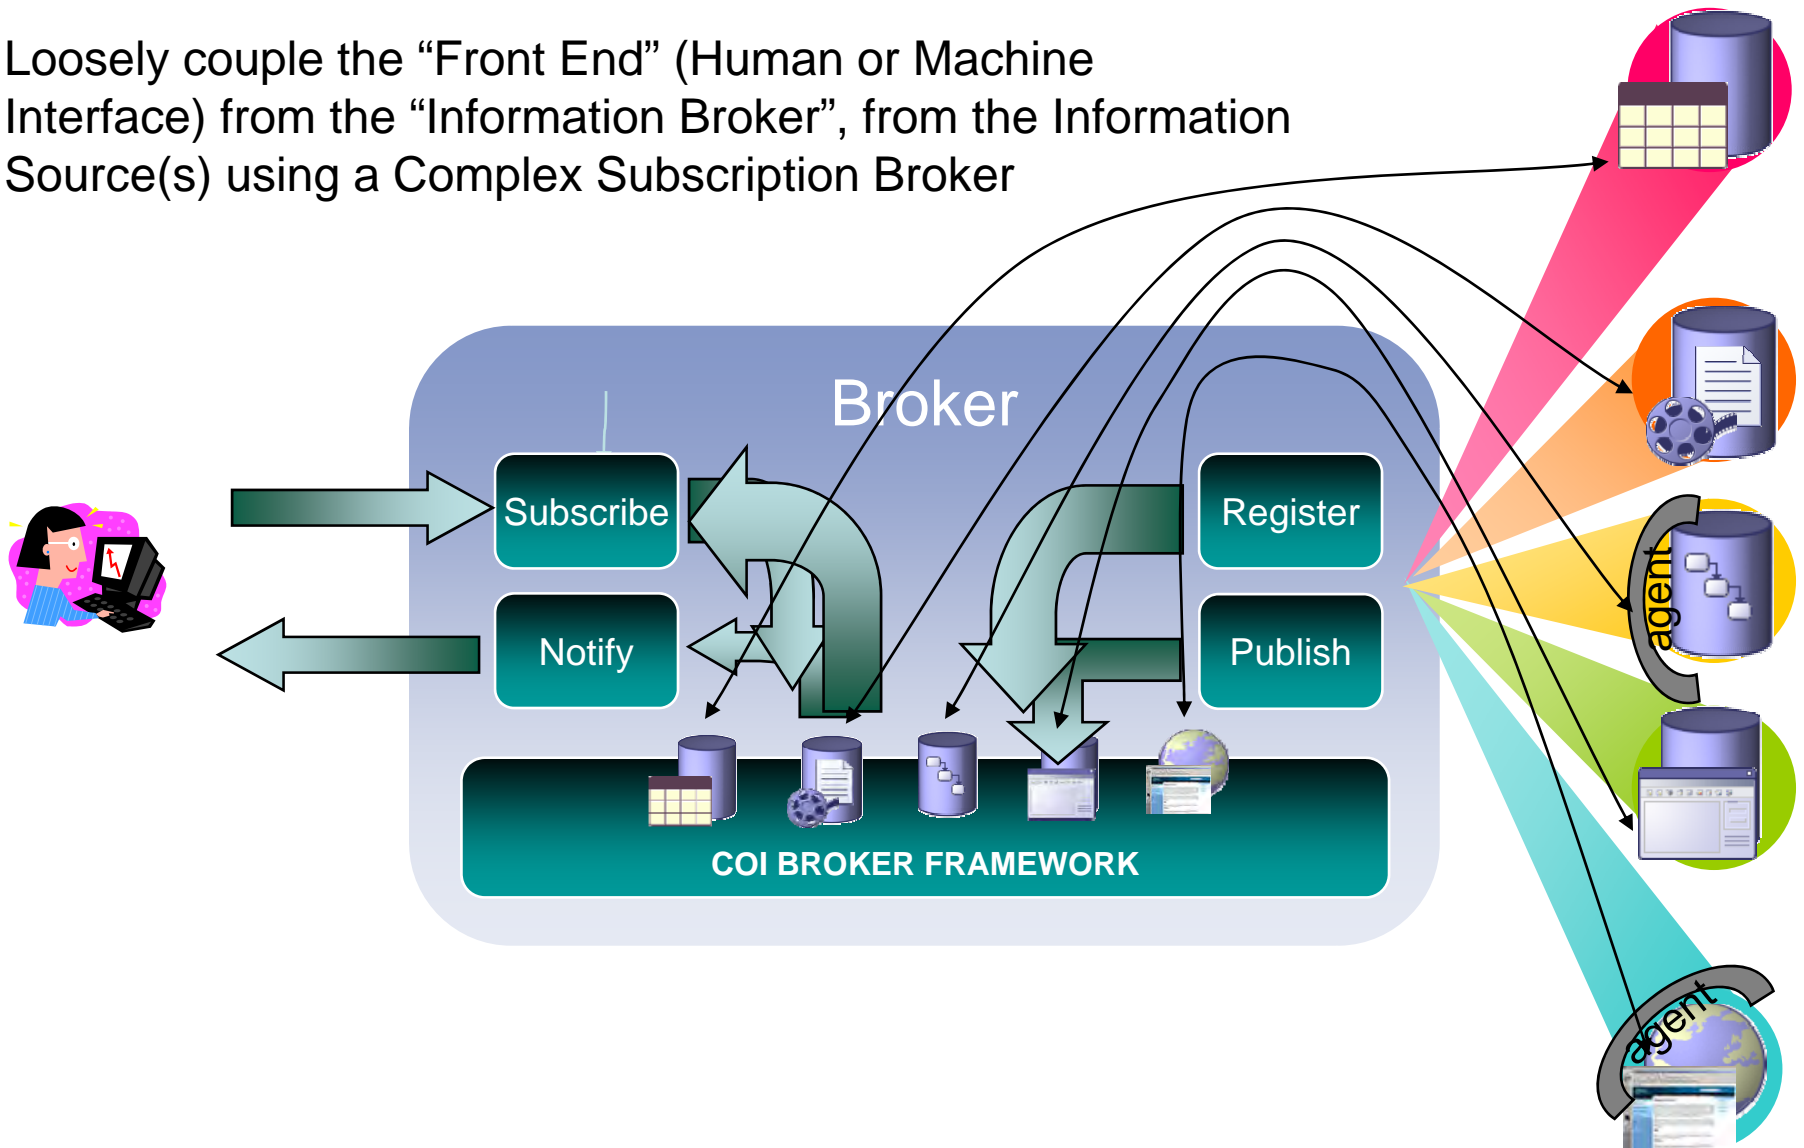 Loosely couple the “Front End” (Human or Machine
Interface) from the “Information Broker”, from the Information
Source(s) using a Complex Subscription Broker
Broker
Subscribe
Register
Notify
Publish
COI BROKER FRAMEWORK
agent
agent